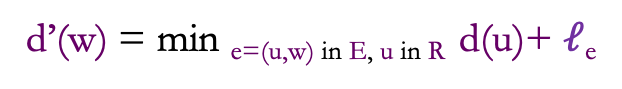 d’(w) = min e=(u,w) in E, u in R d(u)+ ℓe